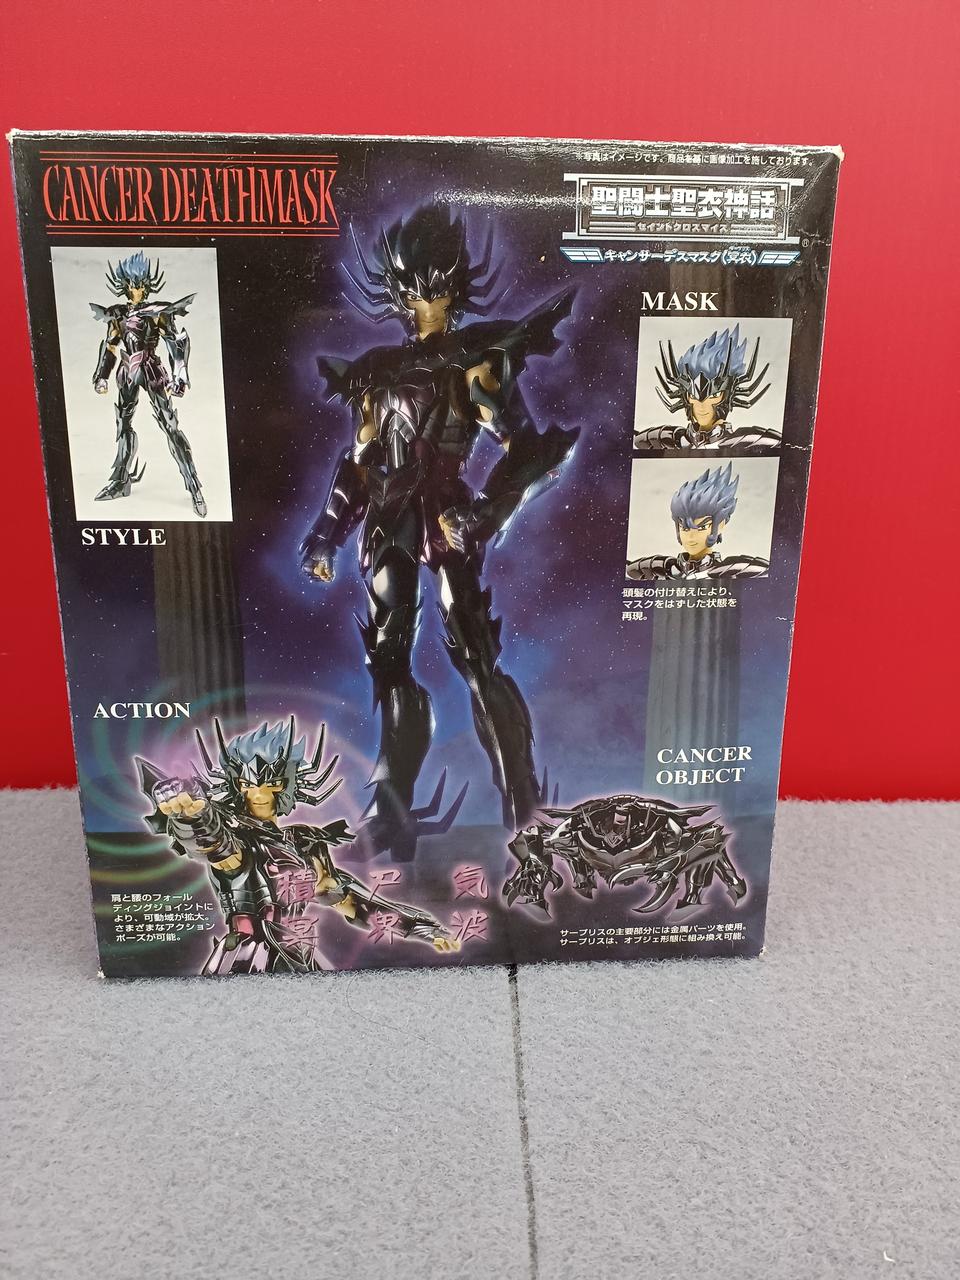 CANCER DEATHMASK
※写真はイメージです。商品を基に画像加工を施しております。
聖闘士聖衣神話
セイントクロスマイス
®
サープリス
キャンサーデスマスク(冥衣)
MASK
STYLE
頭髪の付け替えにより、
マスクをはずした状態を
再現。
ACTION
CANCER
OBJECT
積 尸 気
冥 界 波
肩と腰のフォール
ディングジョイントに
より、可動域が拡大。
さまざまなアクション
ポーズが可能。
サープリスの主要部分には金属パーツを使用。
サープリスは、オブジェ形態に組み換え可能。